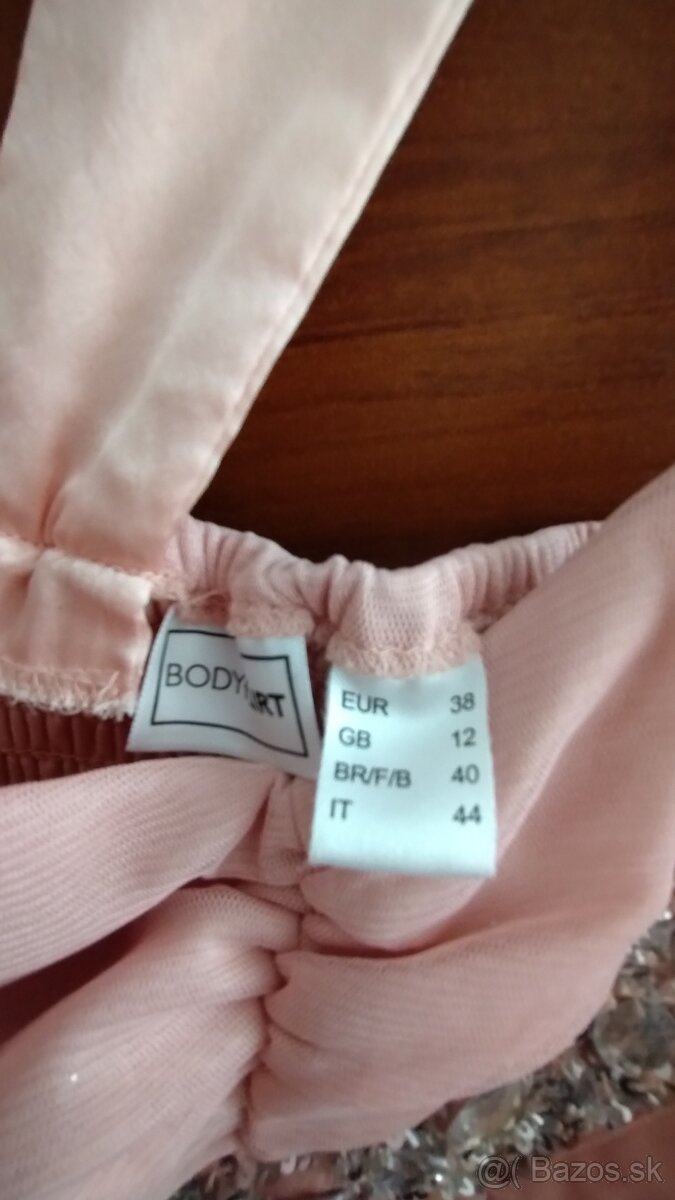 BODY
EUR 38
GB 12
BR/F/B 40
IT 44
@( Bazos.sk